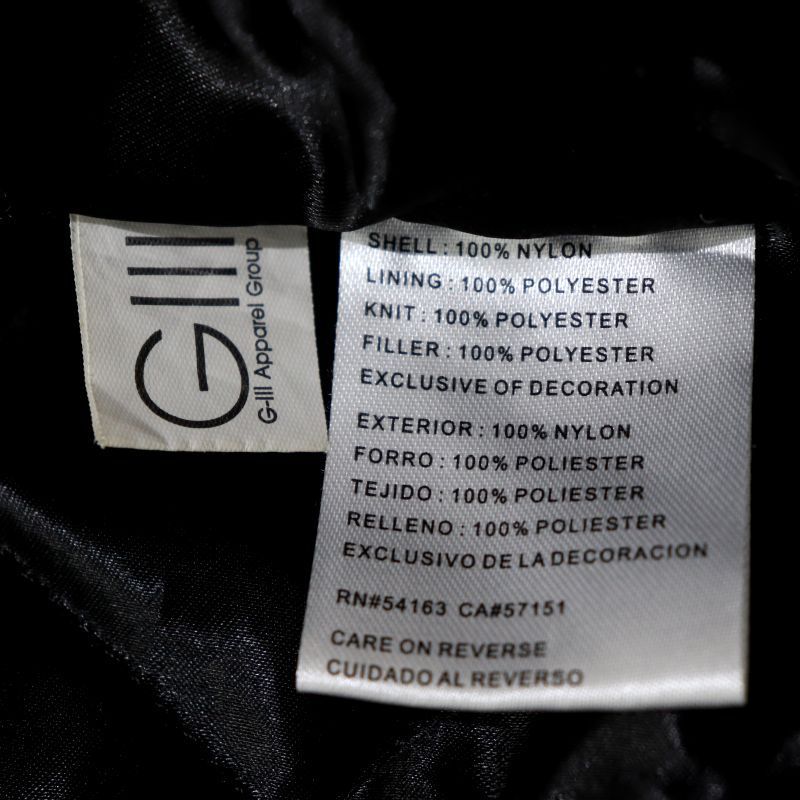 GIII
G-III Apparel Group
SHELL : 100% NYLON
LINING : 100% POLYESTER
KNIT : 100% POLYESTER
FILLER : 100% POLYESTER
EXCLUSIVE OF DECORATION
EXTERIOR : 100% NYLON
FORRO : 100% POLIESTER
TEJIDO : 100% POLIESTER
RELLENO : 100% POLIESTER
EXCLUSIVO DE LA DECORACION
RN#54163 CA#57151
CARE ON REVERSE
CUIDADO AL REVERSO